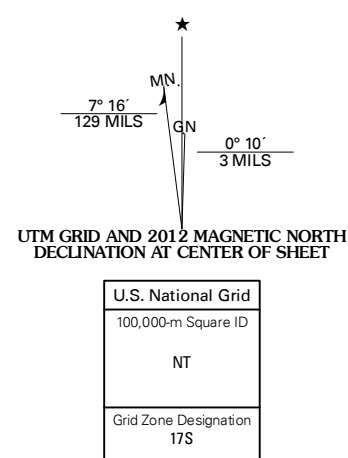 MN
7° 16´
129 MILS
GN
0° 10´
3 MILS
UTM GRID AND 2012 MAGNETIC NORTH
DECLINATION AT CENTER OF SHEET
U.S. National Grid
100,000-m Square ID
NT
Grid Zone Designation
17S